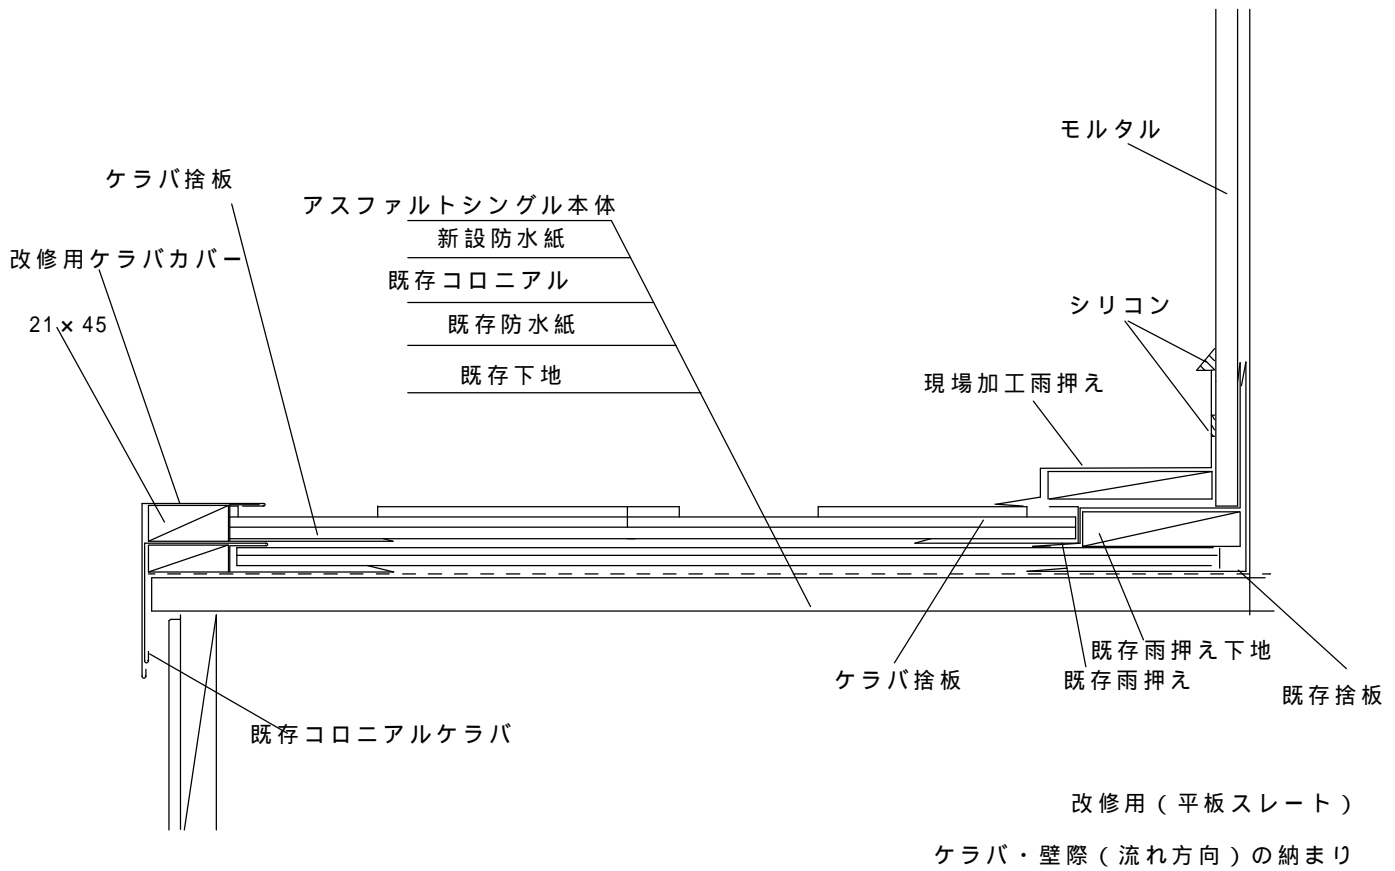 モルタル
ケラバ捨板
アスファルトシングル本体
新設防水紙
改修用ケラバカバー
既存コロニアル
シリコン
21×45
既存防水紙
既存下地
現場加工雨押え
既存雨押え下地
ケラバ捨板
既存雨押え
既存捨板
既存コロニアルケラバ
改修用(平板スレート)
ケラバ・壁際(流れ方向)の納まり